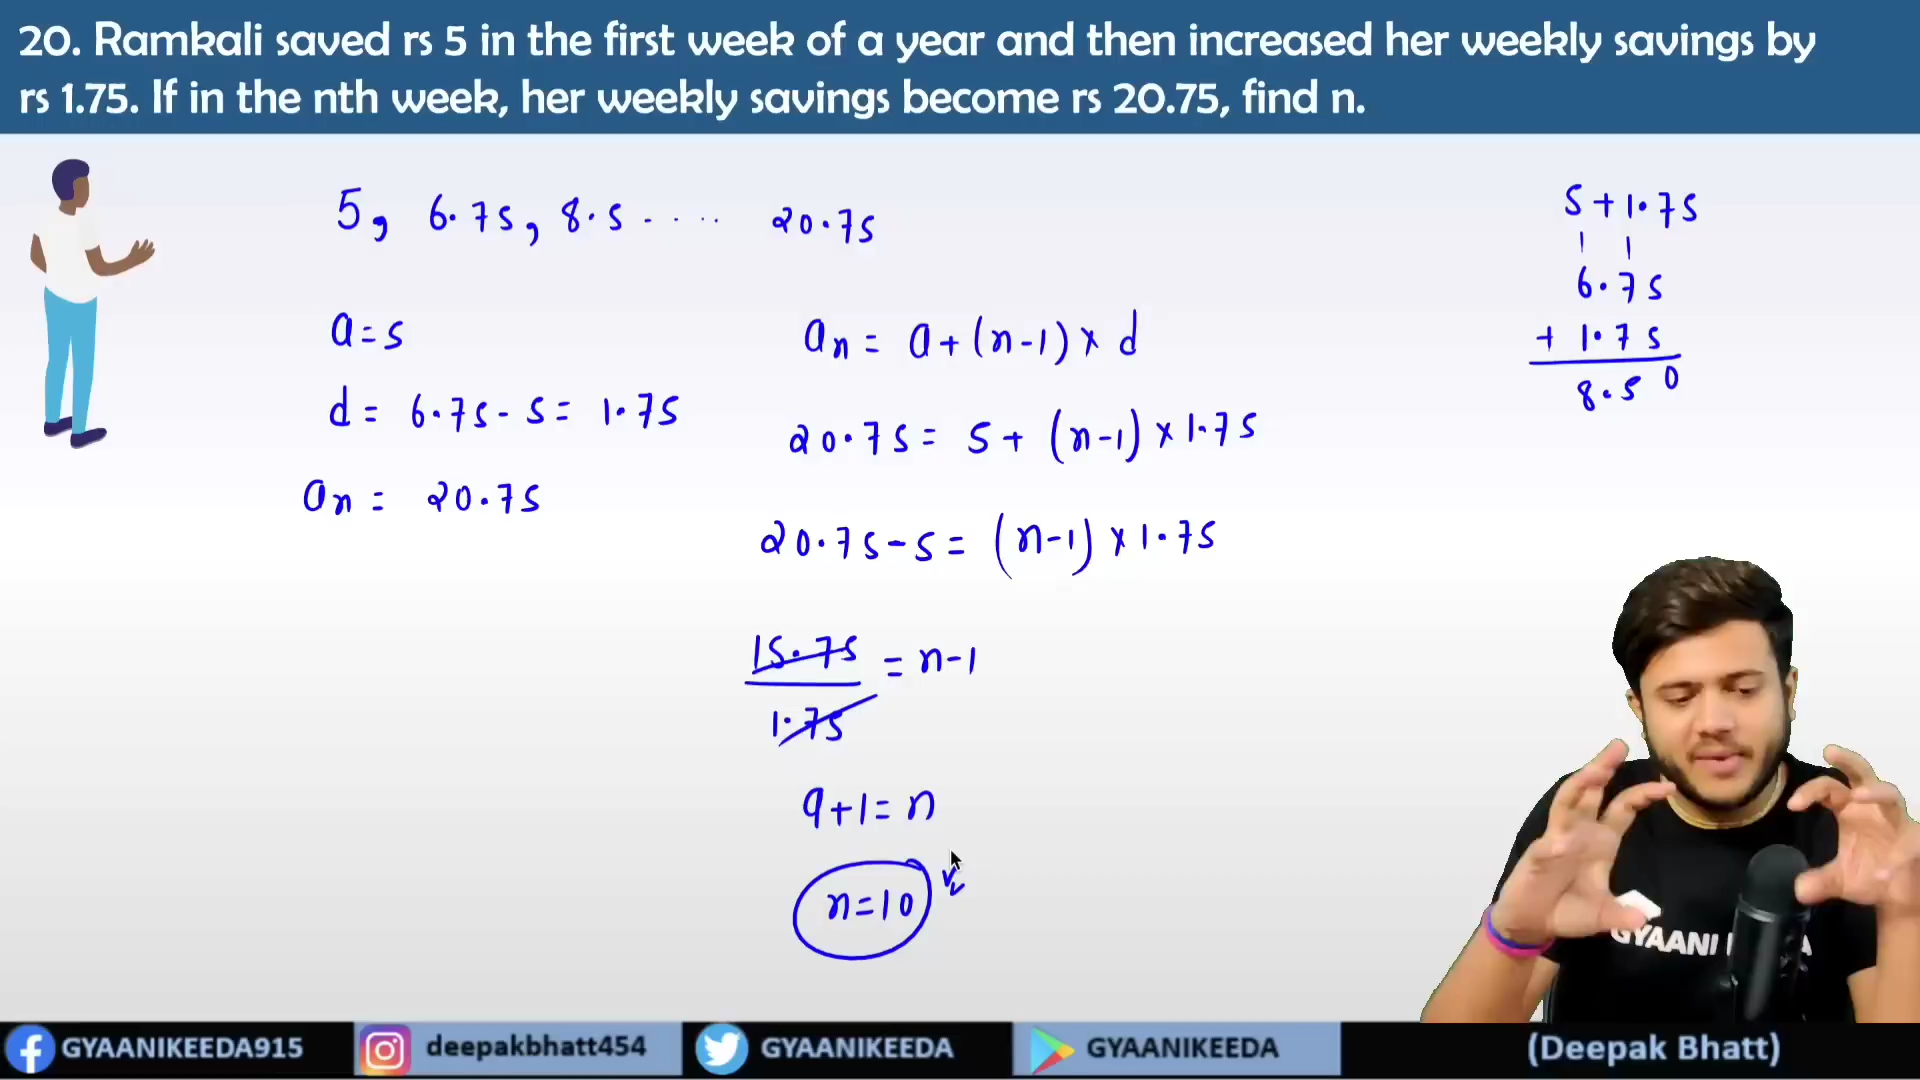 20. Ramkali saved rs 5 in the first week of a year and then increased her weekly savings by
rs 1.75. If in the nth week, her weekly savings become rs 20.75, find n.
5, 6.75, 8.5 ..... 20.75
a=5
d= 6.75-5= 1.75
an= 20.75
an= a+(n-1)× d
20.75= 5+ (n-1)×1.75
20.75-5= (n-1)×1.75
15.75
= n-1
1.75
9+1= n
n=10
5+1.75
6.75
+ 1.75
8.50
GYAANI
GYAANIKEEDA915
deepakbhatt454
GYAANIKEEDA
GYAANIKEEDA
(Deepak Bhatt)